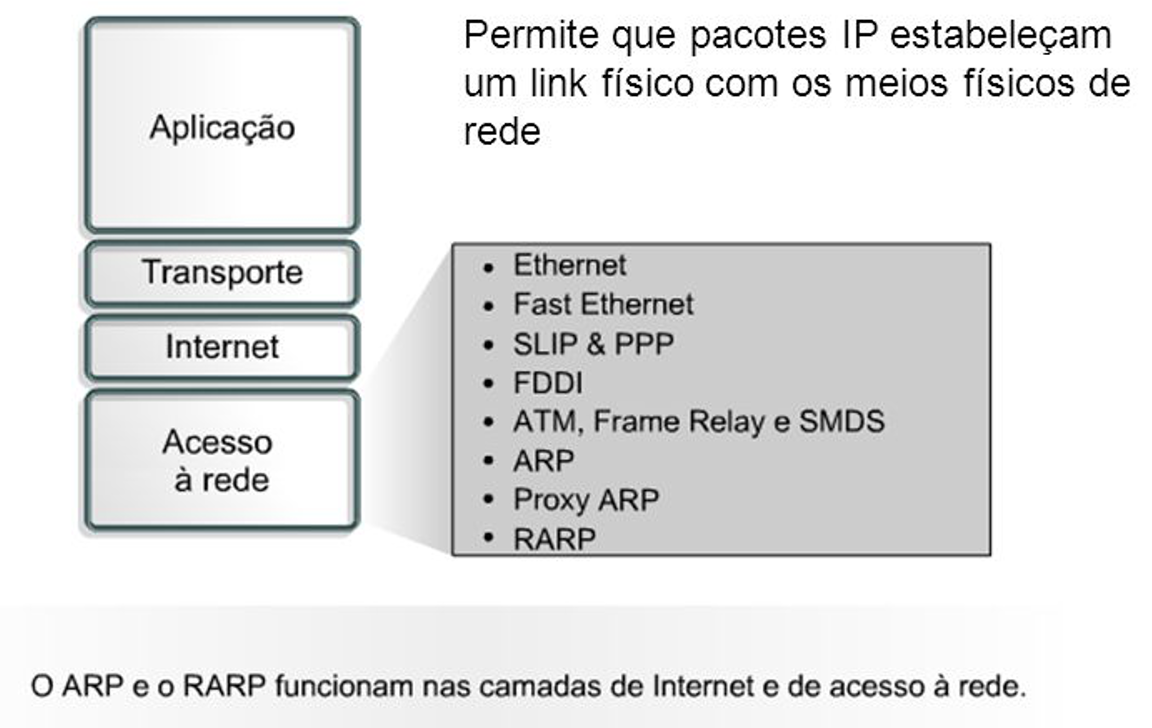 Permite que pacotes IP estabeleçam
um link físico com os meios físicos de
rede
Aplicação
Transporte
Internet
Acesso
à rede
• Ethernet
• Fast Ethernet
• SLIP & PPP
• FDDI
• ATM, Frame Relay e SMDS
• ARP
• Proxy ARP
• RARP
O ARP e o RARP funcionam nas camadas de Internet e de acesso à rede.